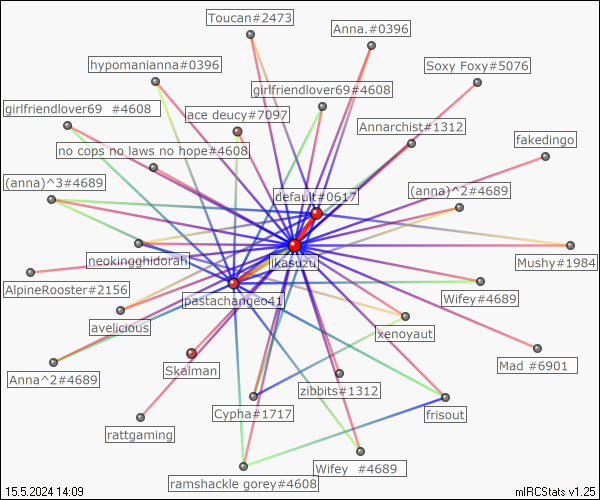 Toucan#2473
Anna.#0396
hypomanianna#0396
Soxy Foxy#5076
girlfriendlover69#4608
girlfriendlover69  #4608
ace deucy#7097
Annarchist#1312
fakedingo
no cops no laws no hope#4608
(anna)^3#4689
(anna)^2#4689
default#0617
neokingghidorah
ikasuzu
Mushy#1984
AlpineRooster#2156
pastachangeo41
Wifey#4689
avelicious
xenoyaut
Skalman
Mad #6901
Anna^2#4689
zibbits#1312
Cypha#1717
frisout
rattgaming
Wifey  #4689
ramshackle gorey#4608
15.5.2024 14:09
mIRCStats v1.25